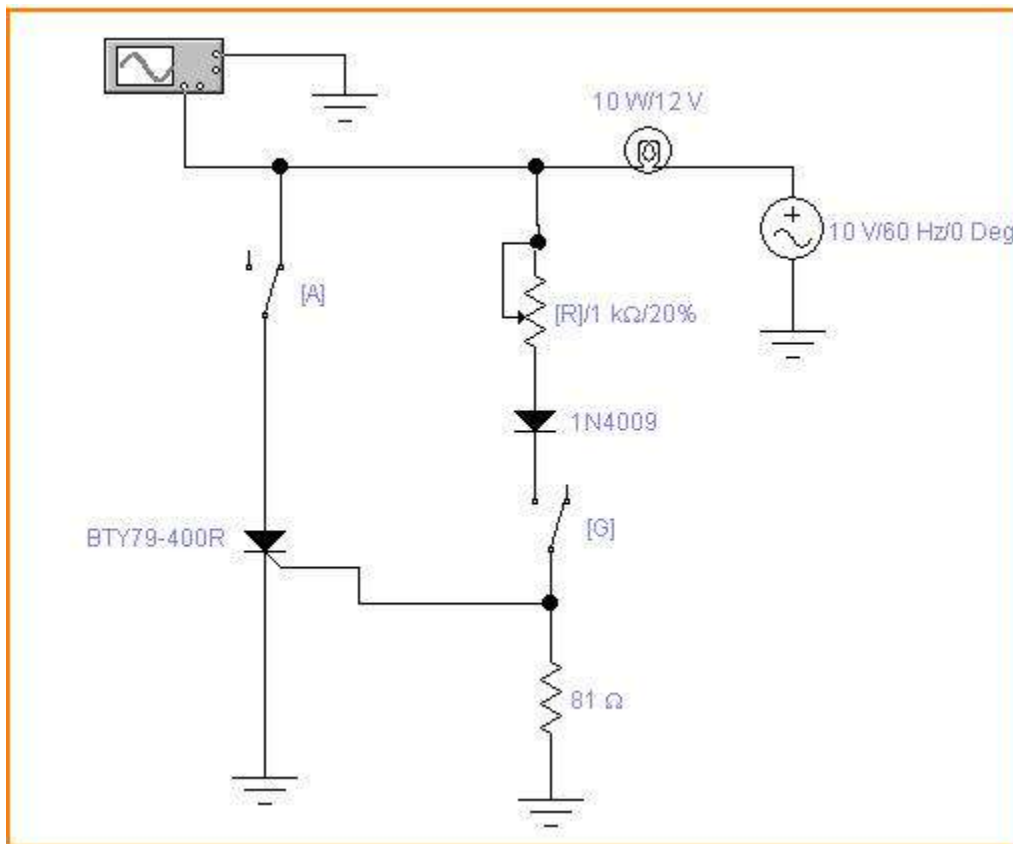 10 W/12 V
10 V/60 Hz/0 Deg
[A]
[R]/1 kΩ/20%
1N4009
[G]
BTY79-400R
81 Ω